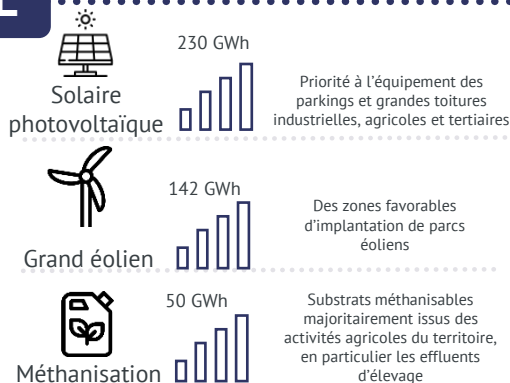 230 GWh
Solaire
photovoltaïque
Priorité à l’équipement des
parkings et grandes toitures
industrielles, agricoles et tertiaires
142 GWh
Grand éolien
Des zones favorables
d’implantation de parcs
éoliens
50 GWh
Méthanisation
Substrats méthanisables
majoritairement issus des
activités agricoles du territoire,
en particulier les effluents
d’élevage